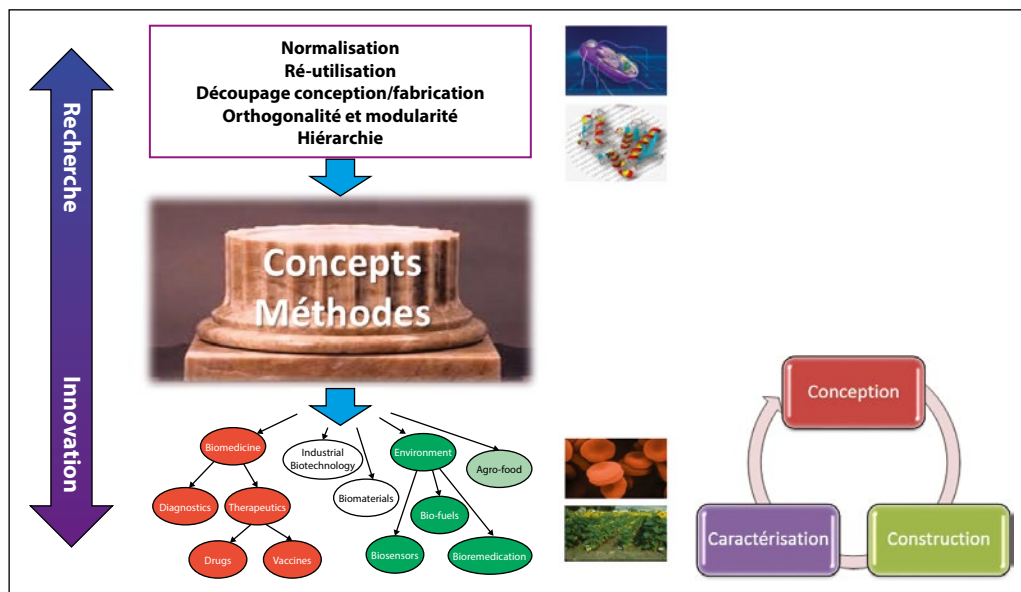 Recherche
Innovation
Normalisation
Ré-utilisation
Découpage conception/fabrication
Orthogonalité et modularité
Hiérarchie
Concepts
Méthodes
Biomedicine
Industrial
Biotechnology
Environment
Agro-food
Diagnostics
Therapeutics
Biomaterials
Bio-fuels
Drugs
Vaccines
Biosensors
Bioremedication
Conception
Caractérisation
Construction